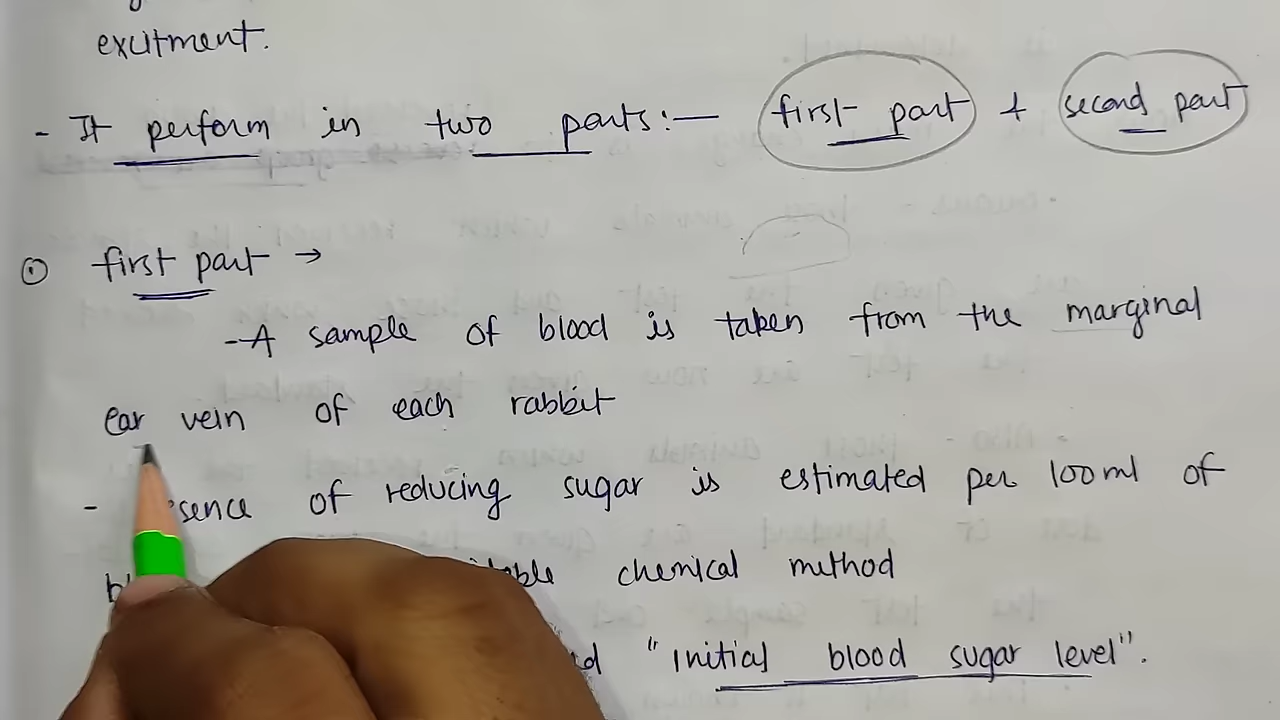 excitment.
- It perform in two parts:- first part + second part
① first part →
- A sample of blood is taken from the marginal
ear vein of each rabbit
- sence of reducing sugar is estimated per 100ml of
chemical method
"Initial blood sugar level".